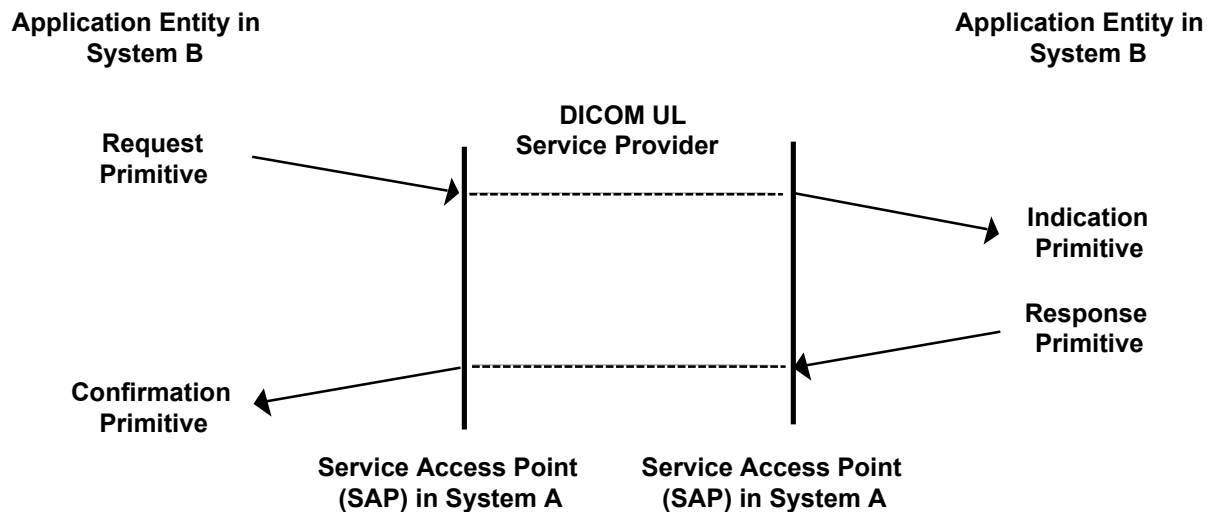 Application Entity in
System B
Application Entity in
System B
DICOM UL
Service Provider
Request
Primitive
Indication
Primitive
Response
Primitive
Confirmation
Primitive
Service Access Point
(SAP) in System A
Service Access Point
(SAP) in System A